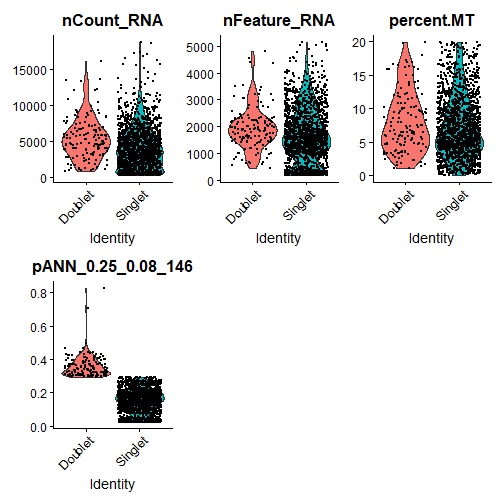 nCount_RNA
15000
10000
5000
0
Doublet
Singlet
Identity
nFeature_RNA
5000
4000
3000
2000
1000
0
Doublet
Singlet
Identity
percent.MT
20
15
10
5
0
Doublet
Singlet
Identity
pANN_0.25_0.08_146
0.8
0.6
0.4
0.2
0.0
Doublet
Singlet
Identity